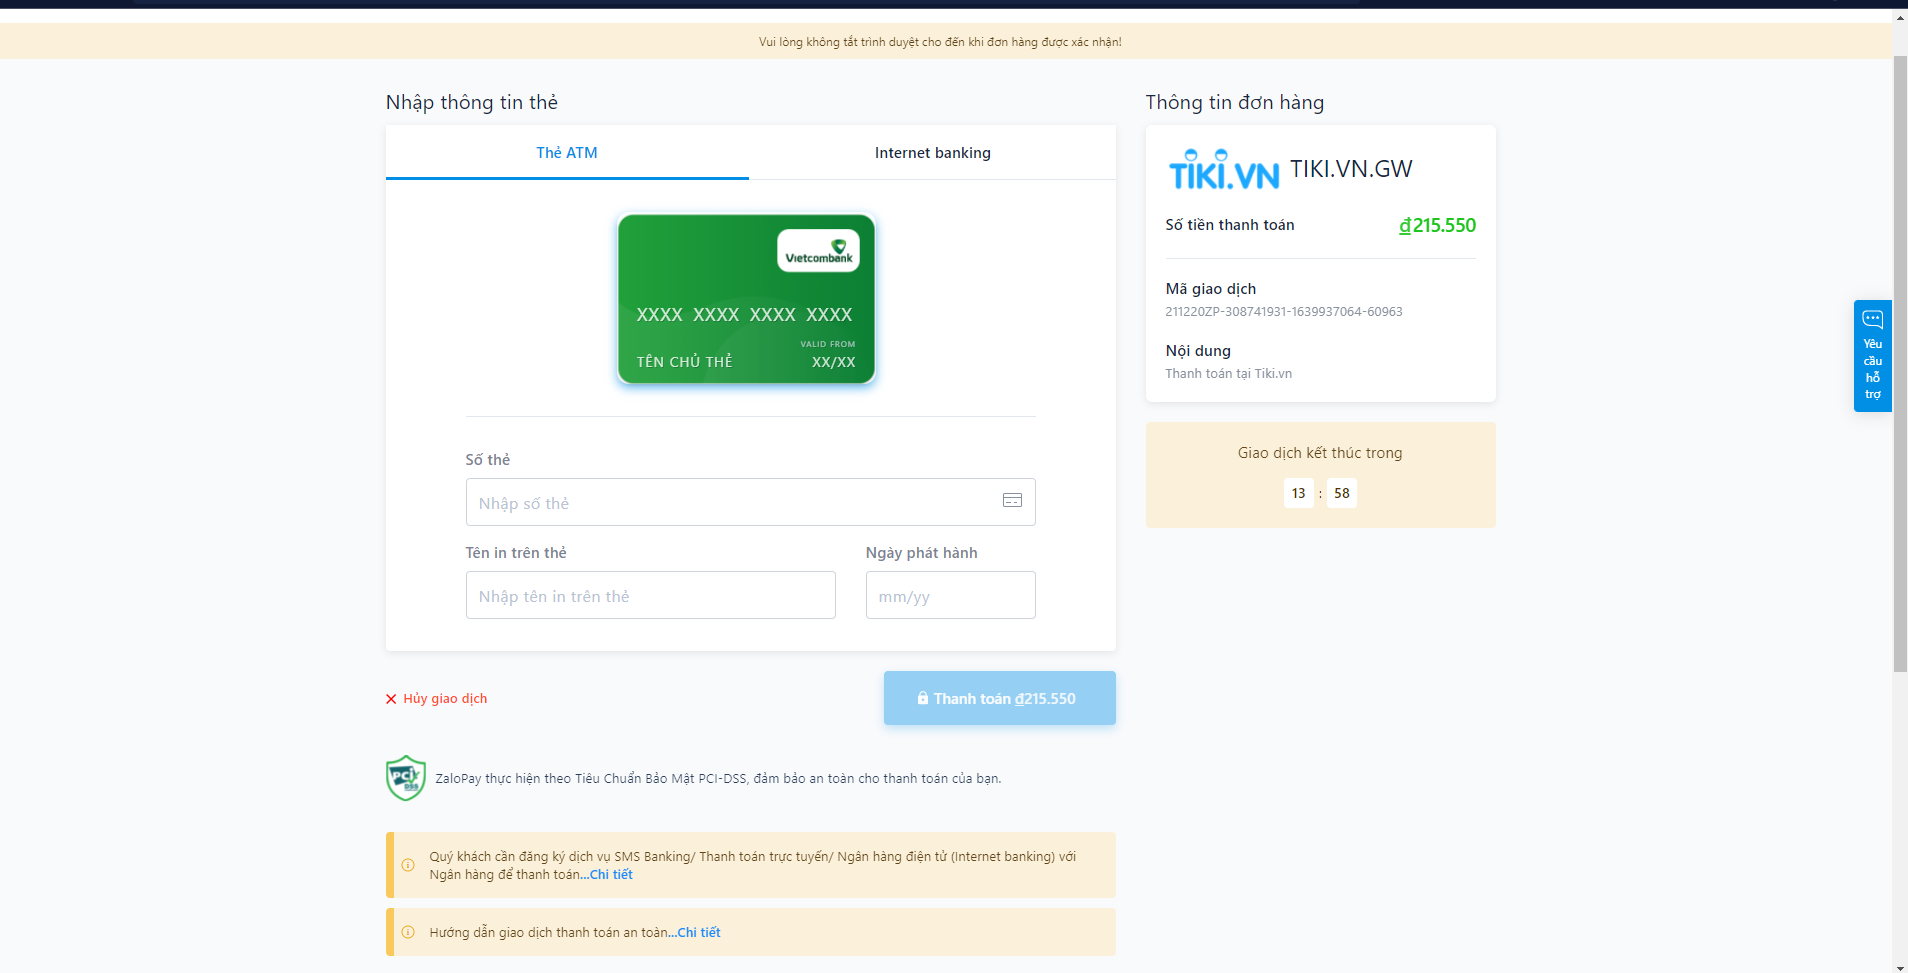 Vui lòng không tắt trình duyệt cho đến khi đơn hàng được xác nhận!
Nhập thông tin thẻ
Thẻ ATM
Internet banking
Vietcombank
XXXX XXXX XXXX XXXX
VALID FROM
TÊN CHỦ THẺ
XX/XX
Số thẻ
Nhập số thẻ
Tên in trên thẻ
Ngày phát hành
Nhập tên in trên thẻ
mm/yy
Hủy giao dịch
Thanh toán ₫215.550
PCI
DSS
ZaloPay thực hiện theo Tiêu Chuẩn Bảo Mật PCI-DSS, đảm bảo an toàn cho thanh toán của bạn.
Quý khách cần đăng ký dịch vụ SMS Banking/ Thanh toán trực tuyến/ Ngân hàng điện tử (Internet banking) với
Ngân hàng để thanh toán...Chi tiết
Hướng dẫn giao dịch thanh toán an toàn...Chi tiết
Thông tin đơn hàng
TIKI.VN TIKI.VN.GW
Số tiền thanh toán ₫215.550
Mã giao dịch
211220ZP-308741931-1639937064-60963
Nội dung
Thanh toán tại Tiki.vn
Giao dịch kết thúc trong
13 : 58
Yêu
cầu
hỗ
trợ